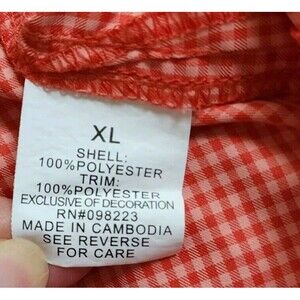 XL
SHELL:
100%POLYESTER
TRIM:
100%POLYESTER
EXCLUSIVE OF DECORATION
RN#098223
MADE IN CAMBODIA
SEE REVERSE
FOR CARE